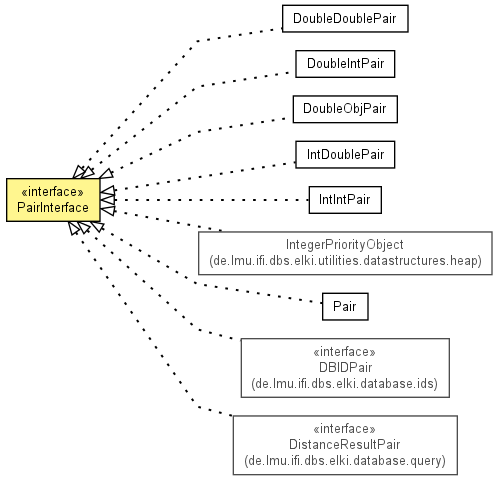 DoubleDoublePair
DoubleIntPair
DoubleObjPair
IntDoublePair
«interface»
PairInterface
IntIntPair
IntegerPriorityObject
(de.lmu.ifi.dbs.elki.utilities.datastructures.heap)
Pair
«interface»
DBIDPair
(de.lmu.ifi.dbs.elki.database.ids)
«interface»
DistanceResultPair
(de.lmu.ifi.dbs.elki.database.query)